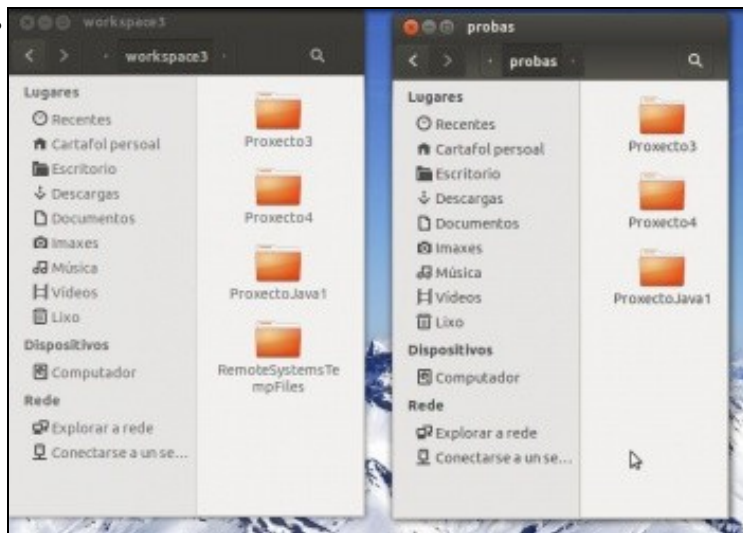 workspace3
workspace3
Lugares
Recentes
Cartafol persoal
Escritorio
Descargas
Documentos
Imaxes
Música
Vídeos
Lixo
Dispositivos
Computador
Rede
Explorar a rede
Conectarse a un se...
Proxecto3
Proxecto4
ProxectoJava1
RemoteSystemsTe
mpFiles
probas
probas
Lugares
Recentes
Cartafol persoal
Escritorio
Descargas
Documentos
Imaxes
Música
Vídeos
Lixo
Dispositivos
Computador
Rede
Explorar a rede
Conectarse a un se...
Proxecto3
Proxecto4
ProxectoJava1